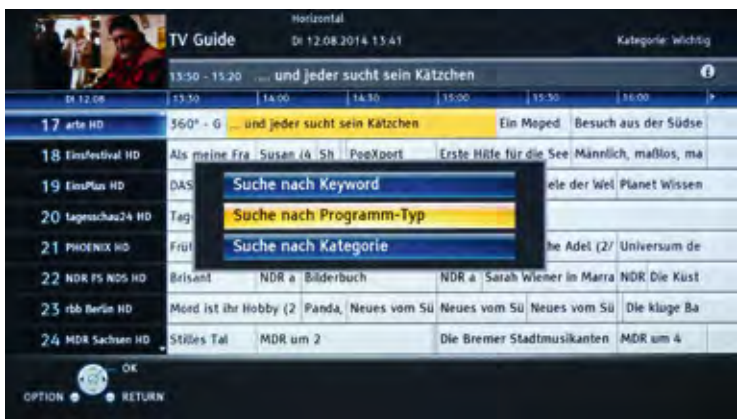 Horizontal
TV Guide DI 12.08.2014 13:41 Kategorie: Wichtig
13:50 - 15:20 .... und jeder sucht sein Kätzchen
DI 12.08 13:30 14:00 14:30 15:00 15:30 16:00
17 arte HD 360° - G ... und jeder sucht sein Kätzchen Ein Moped Besuch aus der Südse
18 Einsfestival HD Als meine Fra Susan (4 Sh PooXport Erste Hilfe für die See Männlich, maßlos, ma
Suche nach Keyword
19 EinsPlus HD DAS ele der Wel Planet Wissen
Suche nach Programm-Typ
20 tagesschau24 HD Tag
Suche nach Kategorie
21 PHOENIX HD Früt he Adel (2/ Universum de
22 NDR FS NDS HD Brisant NDR a Bilderbuch NDR a Sarah Wiener in Marra NDR Die Kust
23 rbb Berlin HD Mord ist ihr Hobby (2 Panda, Neues vom Sü Neues vom Sü Neues vom Sü Die kluge Ba
24 MDR Sachsen HD Stilles Tal MDR um 2 Die Bremer Stadtmusikanten MDR um 4
OK
OPTION RETURN